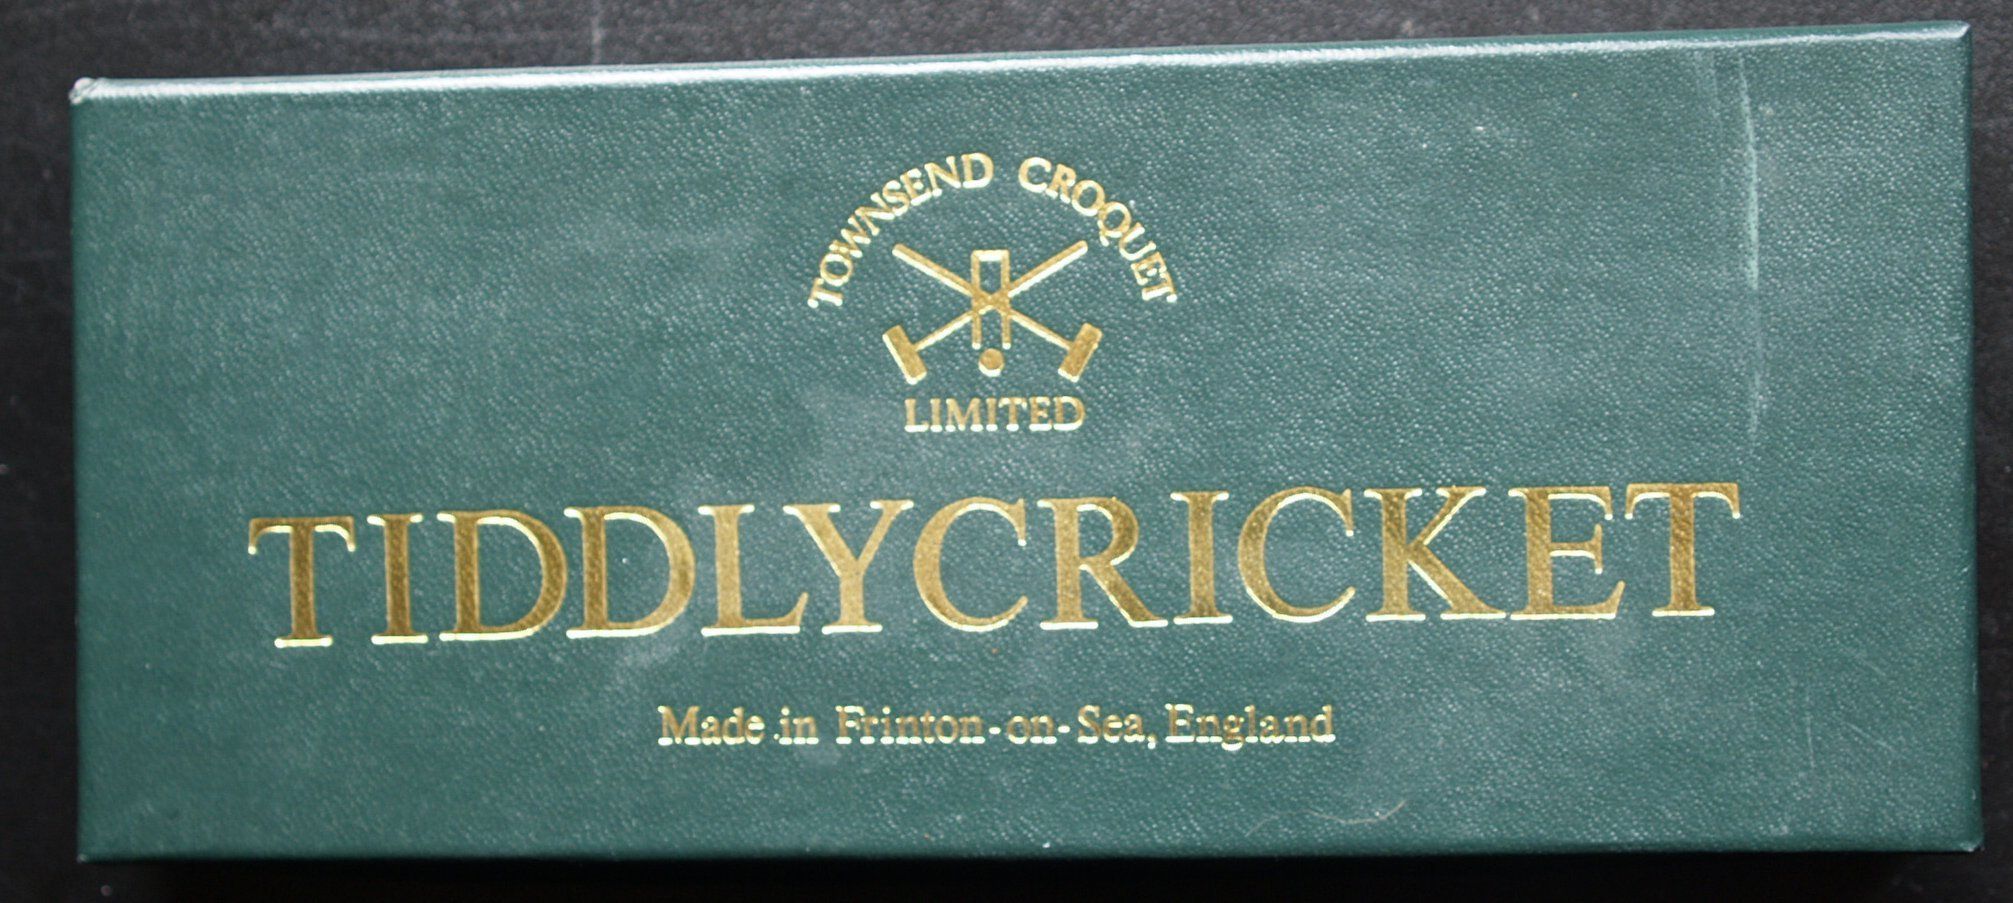 TOWNSEND CROQUET
LIMITED
TIDDLYCRICKET
Made in Frinton-on-Sea, England